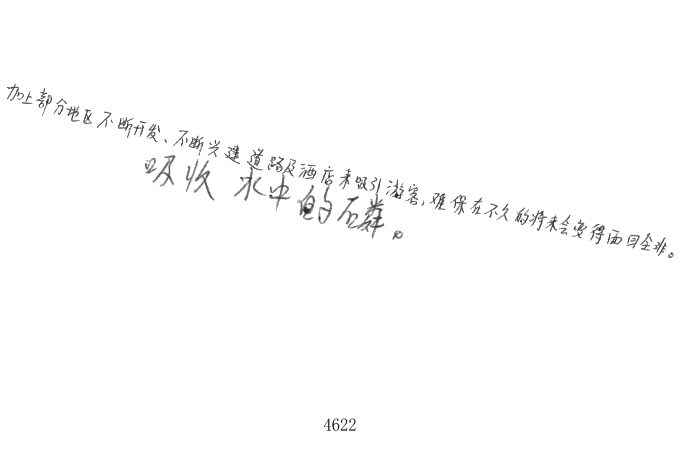 加上部分地区不断开发、不断兴建道路及酒店来吸引游客,难保在不久的将来会变得面目全非。
吸收水中的石粦。
4622